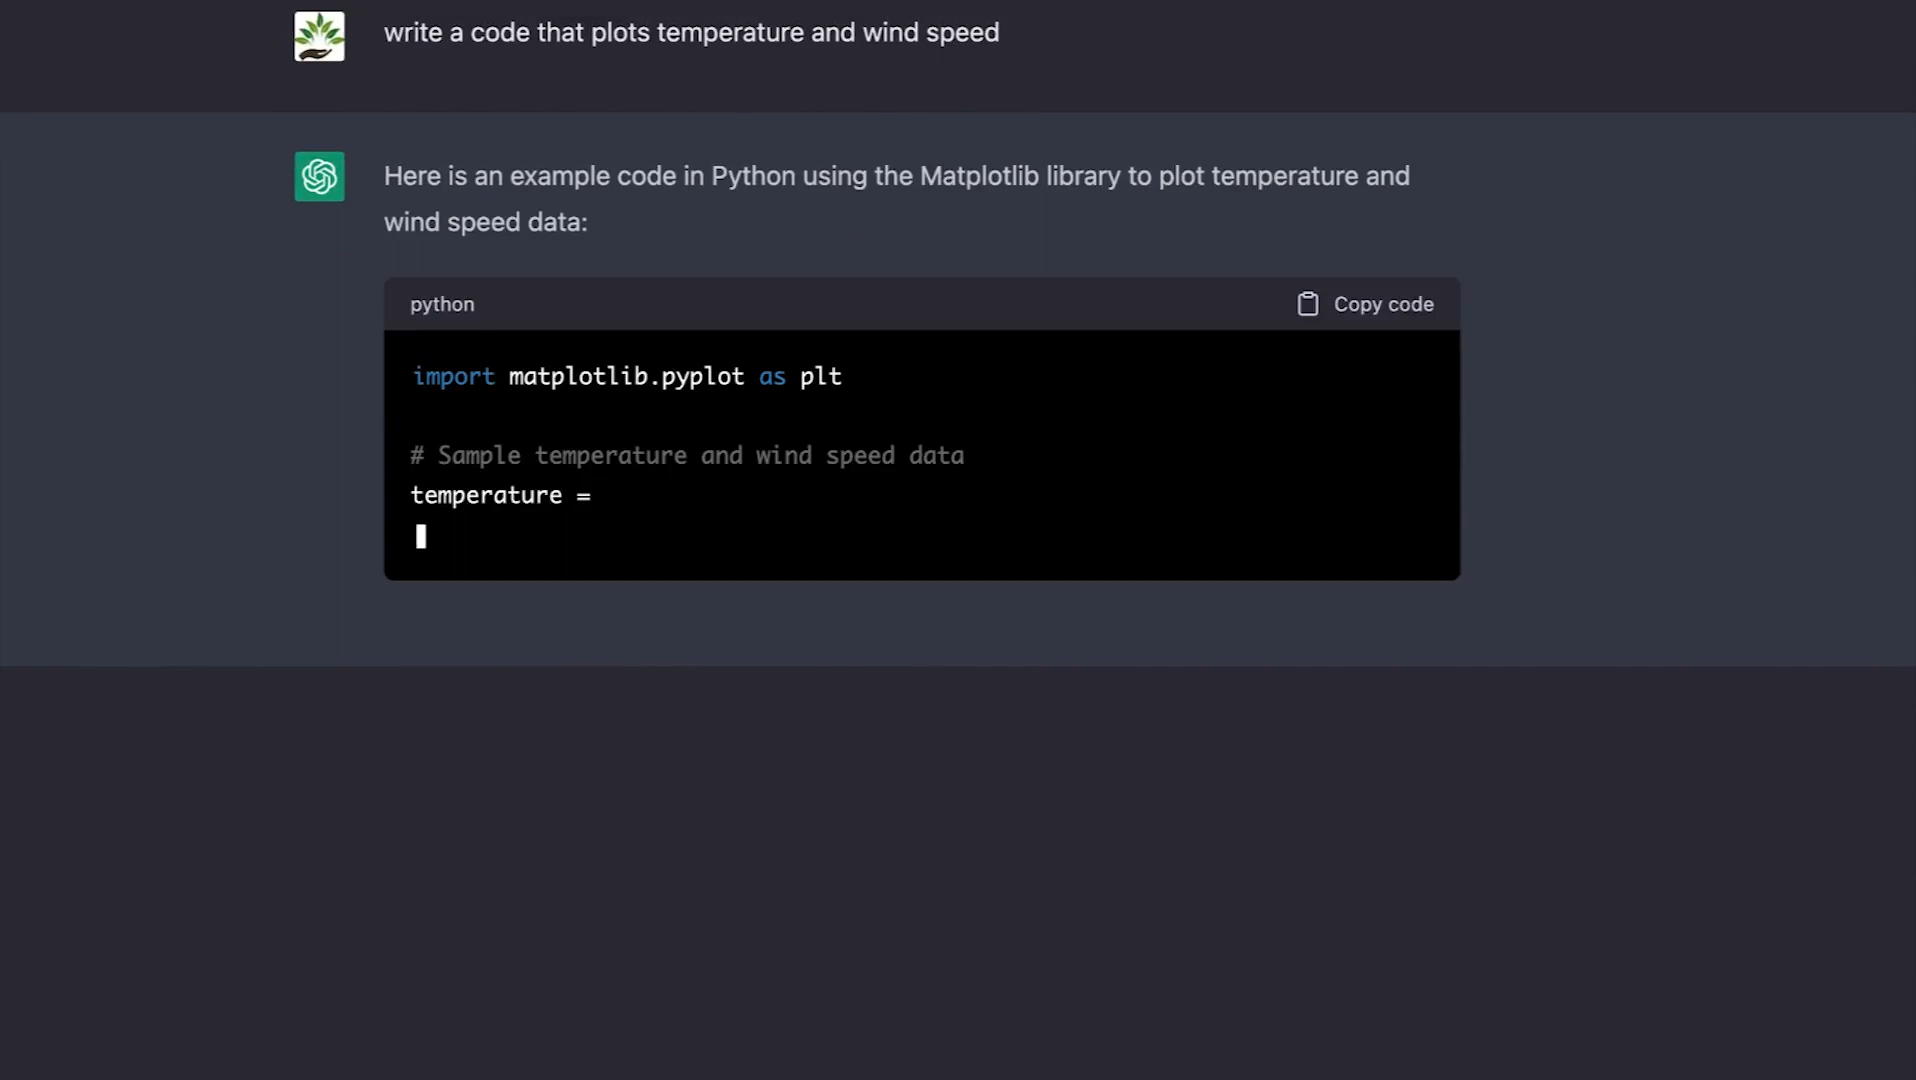 write a code that plots temperature and wind speed
Here is an example code in Python using the Matplotlib library to plot temperature and
wind speed data:
python
Copy code
import matplotlib.pyplot as plt
# Sample temperature and wind speed data
temperature =